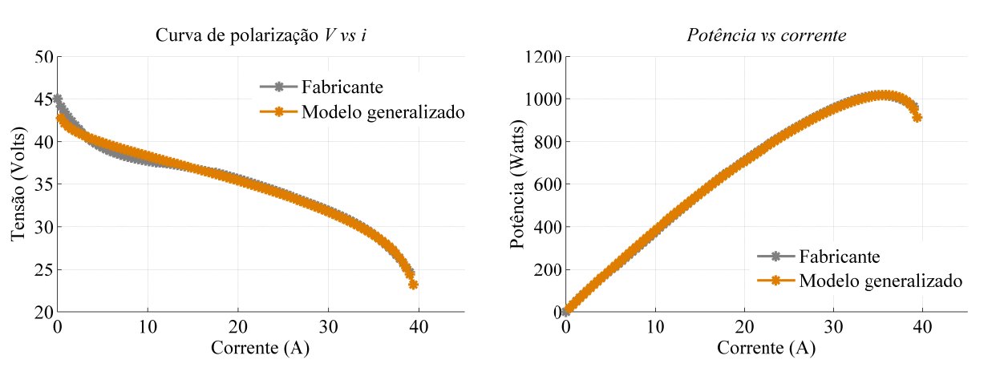 Curva de polarização V vs i
50
45
40
35
30
25
20
0
10
20
30
40
Tensão (Volts)
Corrente (A)
Fabricante
Modelo generalizado
Potência vs corrente
1200
1000
800
600
400
200
0
0
10
20
30
40
Potência (Watts)
Corrente (A)
Fabricante
Modelo generalizado